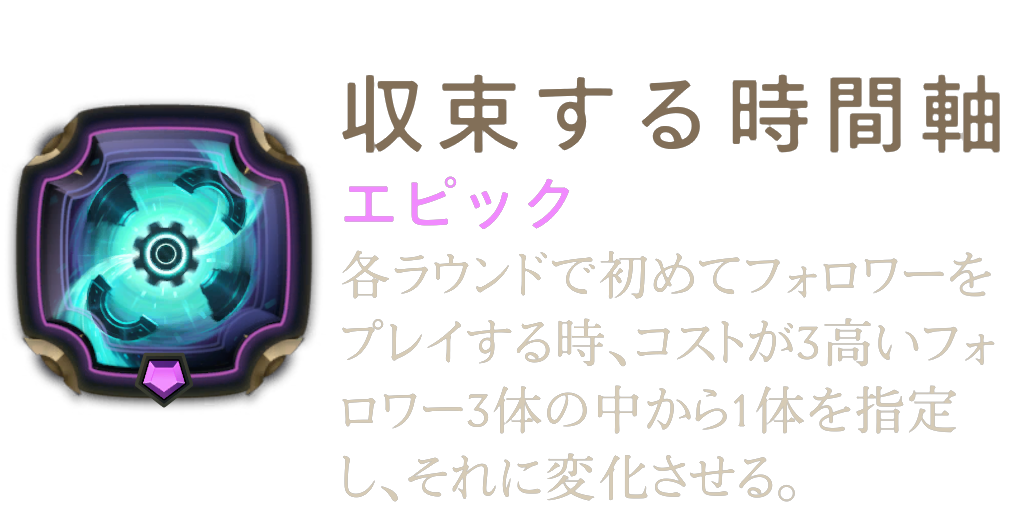 収束する時間軸
エピック
各ラウンドで初めてフォロワーを
プレイする時、コストが3高いフォ
ロワー3体の中から1体を指定
し、それに変化させる。